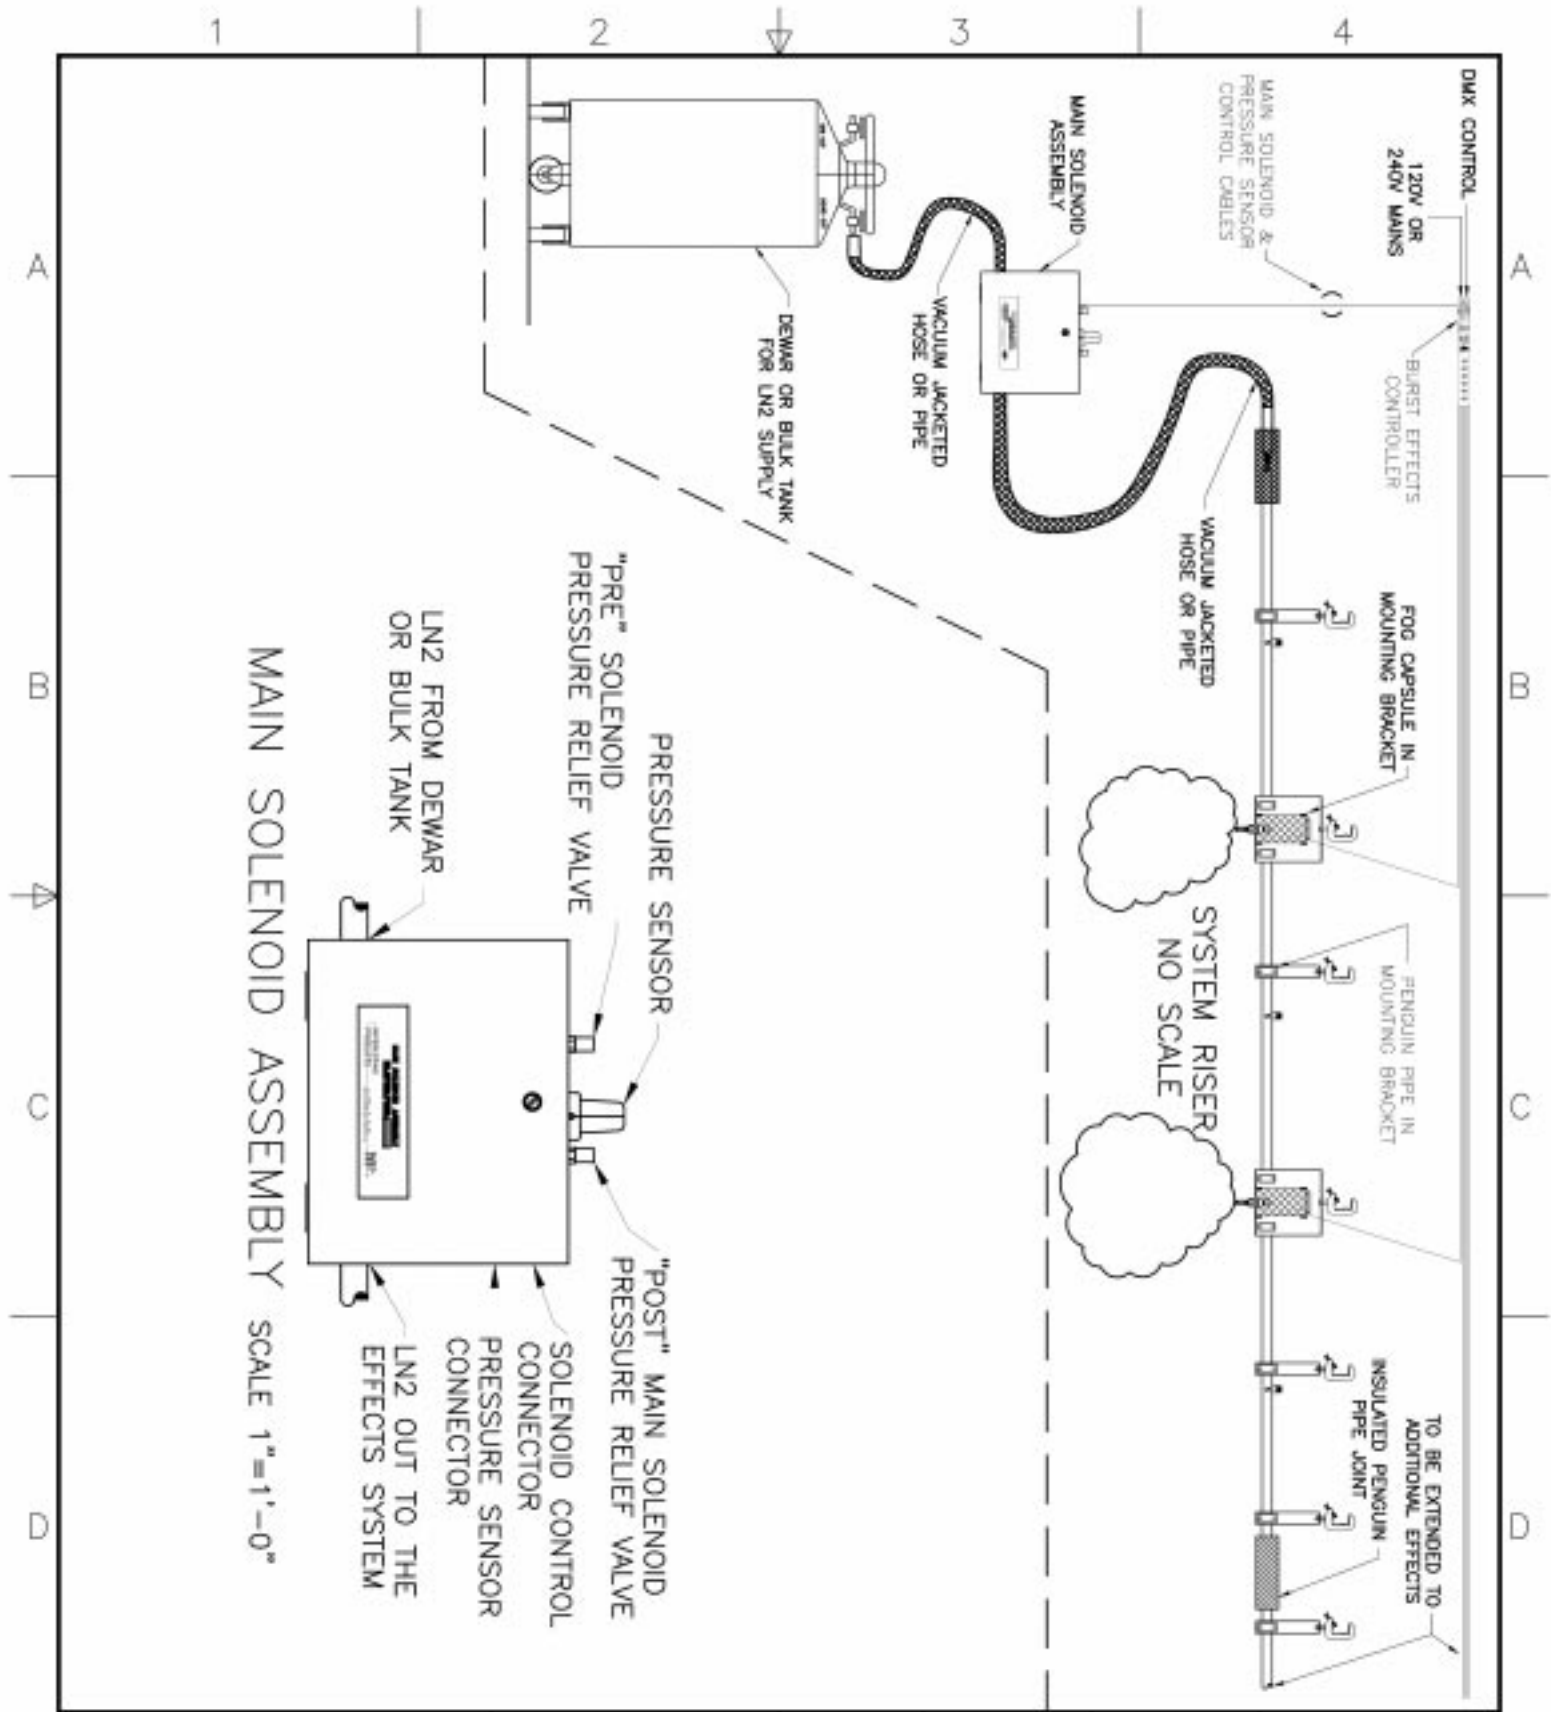 DMX CONTROL
120V OR
240V MAINS
MAIN SOLENOID &
PRESSURE SENSOR
CONTROL CABLES
BURST EFFECTS
CONTROLLER
MAIN SOLENOID
ASSEMBLY
VACUUM JACKETED
HOSE OR PIPE
VACUUM JACKETED
HOSE OR PIPE
DEWAR OR BULK TANK
FOR LN2 SUPPLY
FOG CAPSULE IN
MOUNTING BRACKET
PENGUIN PIPE IN
MOUNTING BRACKET
INSULATED PENGUIN
PIPE JOINT
TO BE EXTENDED TO
ADDITIONAL EFFECTS
SYSTEM RISER
NO SCALE
PRESSURE SENSOR
"PRE" SOLENOID
PRESSURE RELIEF VALVE
"POST" MAIN SOLENOID
PRESSURE RELIEF VALVE
LN2 FROM DEWAR
OR BULK TANK
SOLENOID CONTROL
CONNECTOR
PRESSURE SENSOR
CONNECTOR
LN2 OUT TO THE
EFFECTS SYSTEM
MAIN SOLENOID ASSEMBLY SCALE 1"=1'-0"
A
B
C
D
A
B
C
D
4
3
2
1